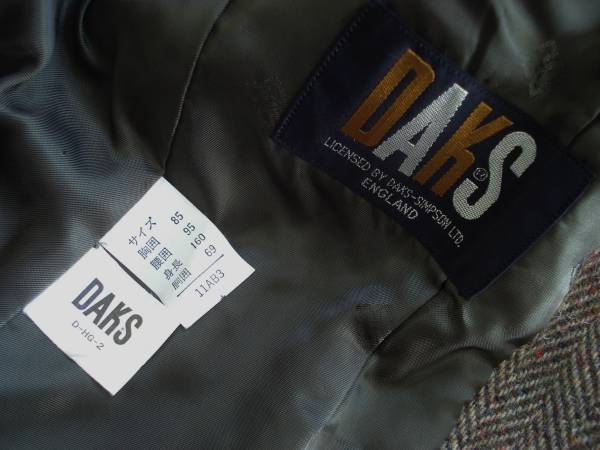 DAKS
LICENSED BY DAKS-SIMPSON LTD.
ENGLAND
サイズ
胸囲 85
腰囲 95
身長 160
胴囲 69
11AB3
DAKS
D-HG-2